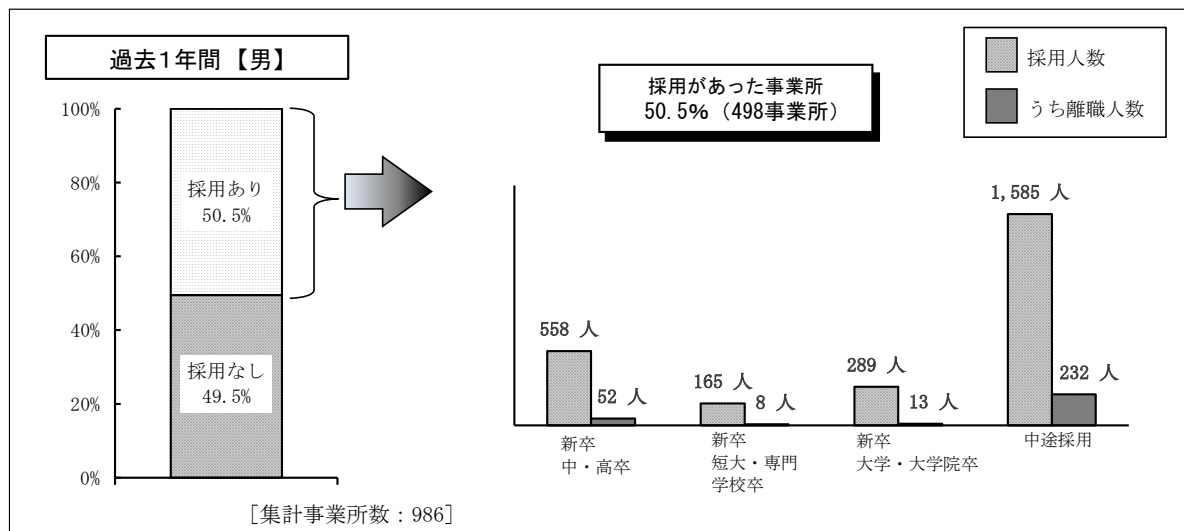 過去1年間【男】
採用があった事業所
50.5%（498事業所）
採用人数
うち離職人数
100%
80%
60%
40%
20%
0%
採用あり
50.5%
採用なし
49.5%
[集計事業所数：986]
558 人
52 人
165 人
8 人
289 人
13 人
1,585 人
232 人
新卒
中・高卒
新卒
短大・専門
学校卒
新卒
大学・大学院卒
中途採用